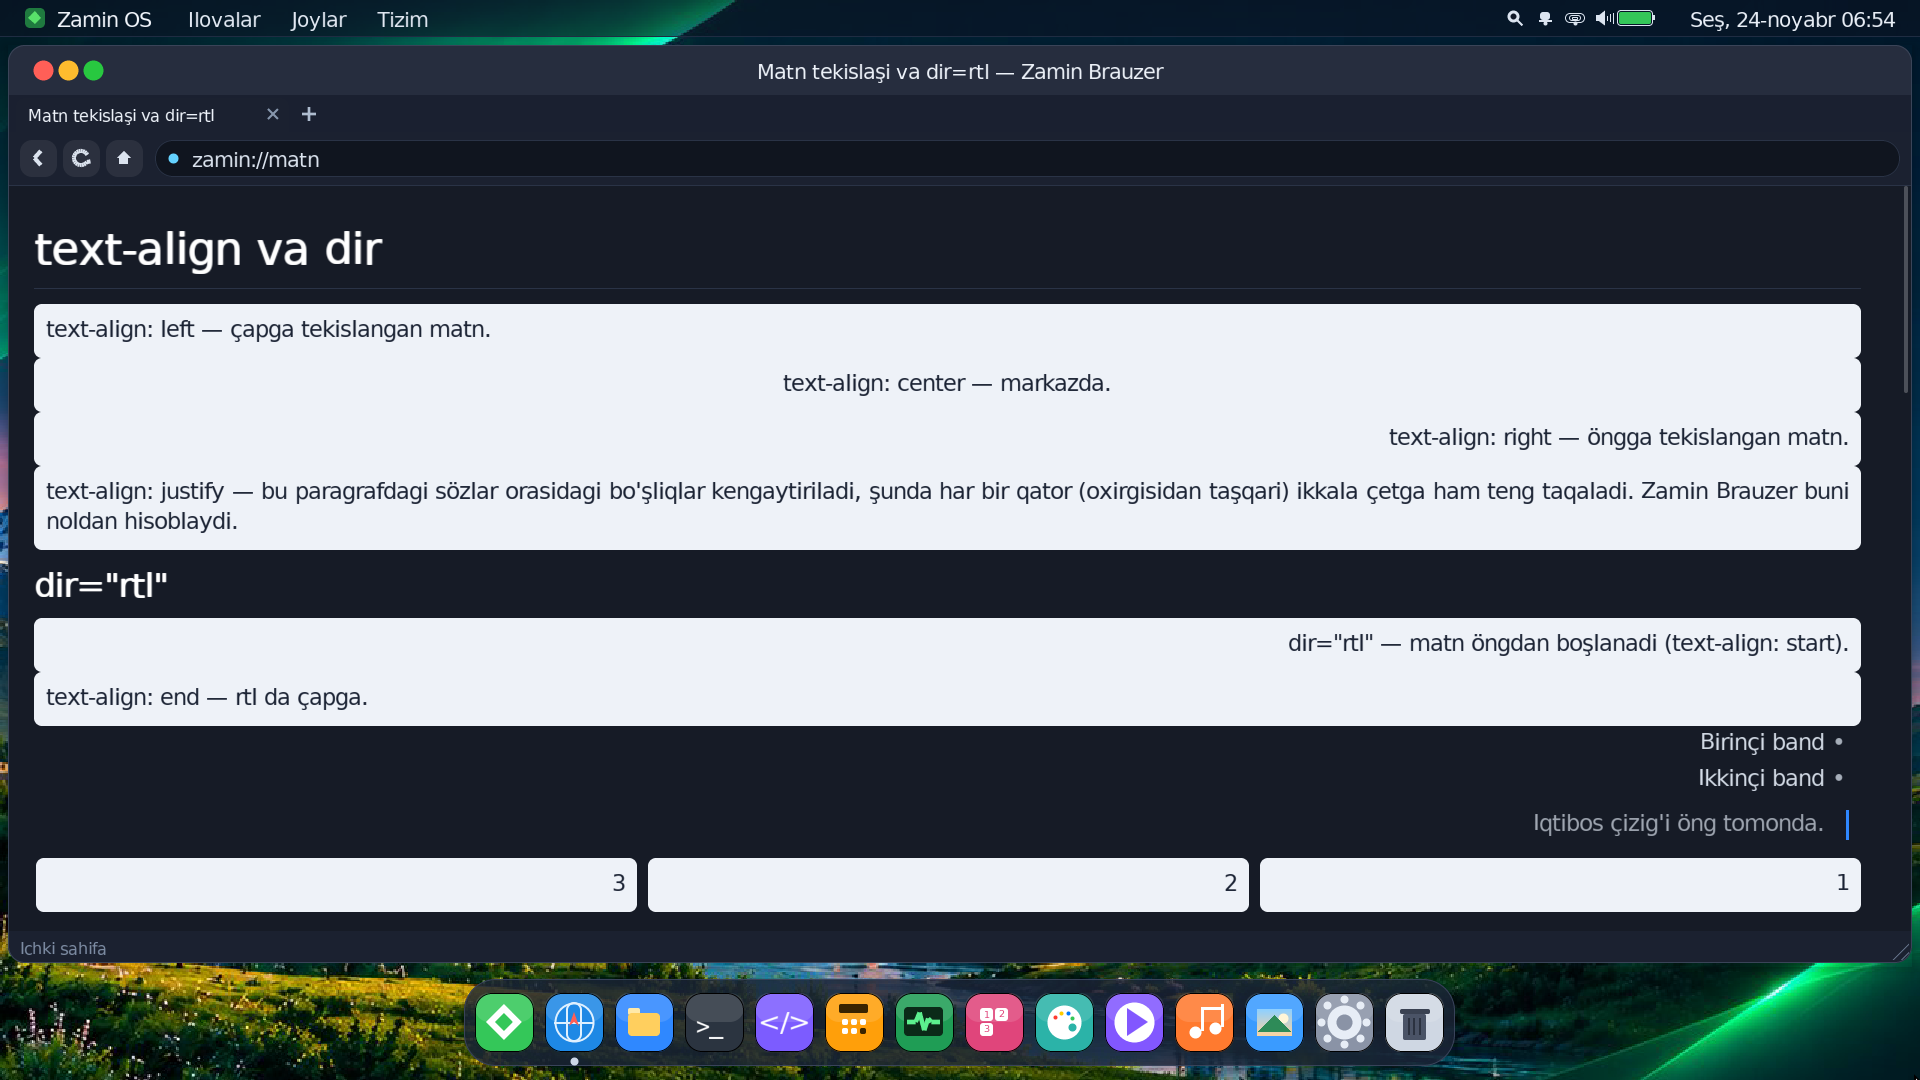 Zamin OS Ilovalar Joylar Tizim Seş, 24-noyabr 06:54
Matn tekislaşi va dir=rtl — Zamin Brauzer
Matn tekislaşi va dir=rtl
zamin://matn
text-align va dir
text-align: left — çapga tekislangan matn.
text-align: center — markazda.
text-align: right — öngga tekislangan matn.
text-align: justify — bu paragrafdagi sözlar orasidagi bo'şliqlar kengaytiriladi, şunda har bir qator (oxirgisidan taşqari) ikkala çetga ham teng taqaladi. Zamin Brauzer buni
noldan hisoblaydi.
dir="rtl"
dir="rtl" — matn öngdan boşlanadi (text-align: start).
text-align: end — rtl da çapga.
Birinçi band •
Ikkinçi band •
Iqtibos çizig'i öng tomonda.
3 2 1
Ichki sahifa
>_ </> 1 2
3